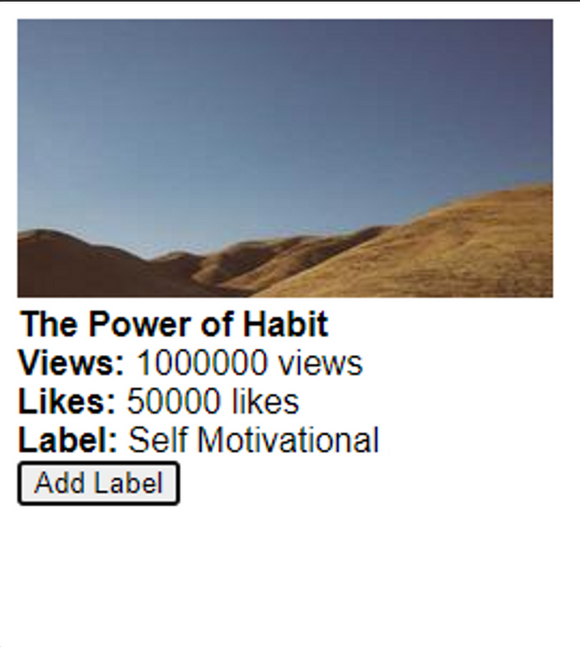 The Power of Habit
Views: 1000000 views
Likes: 50000 likes
Label: Self Motivational
Add Label